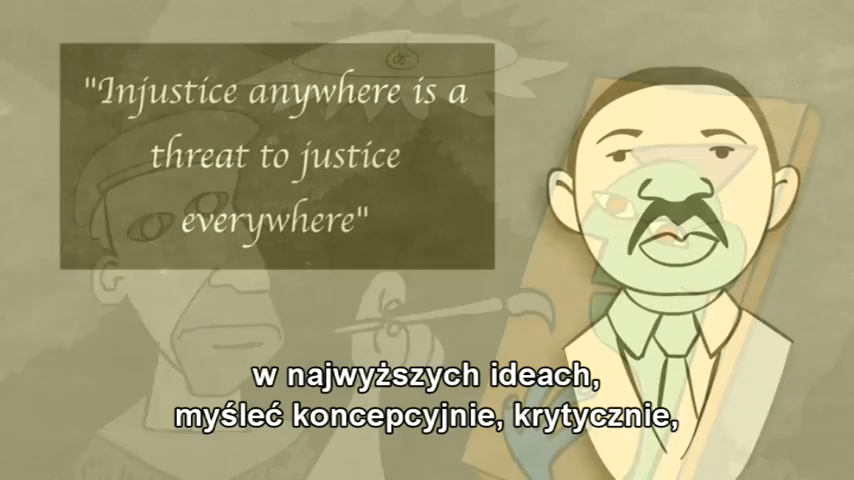 "Injustice anywhere is a
threat to justice
everywhere"
w najwyższych ideach,
myśleć koncepcyjnie, krytycznie,